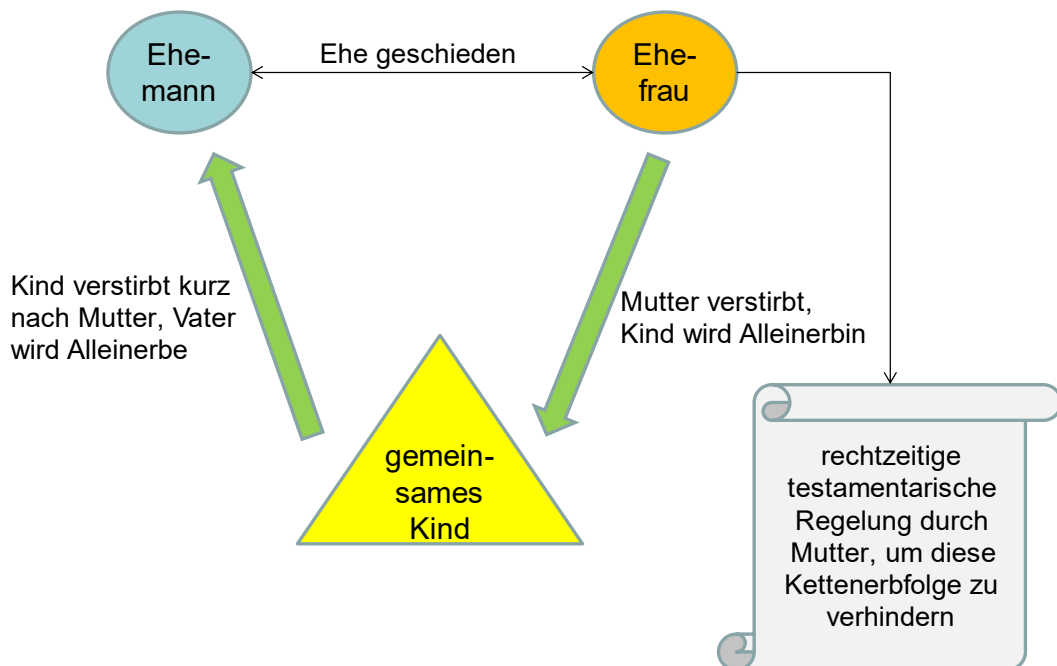 Ehe-
mann
Ehe geschieden
Ehe-
frau
Kind verstirbt kurz
nach Mutter, Vater
wird Alleinerbe
Mutter verstirbt,
Kind wird Alleinerbin
gemein-
sames
Kind
rechtzeitige
testamentarische
Regelung durch
Mutter, um diese
Kettenerbfolge zu
verhindern